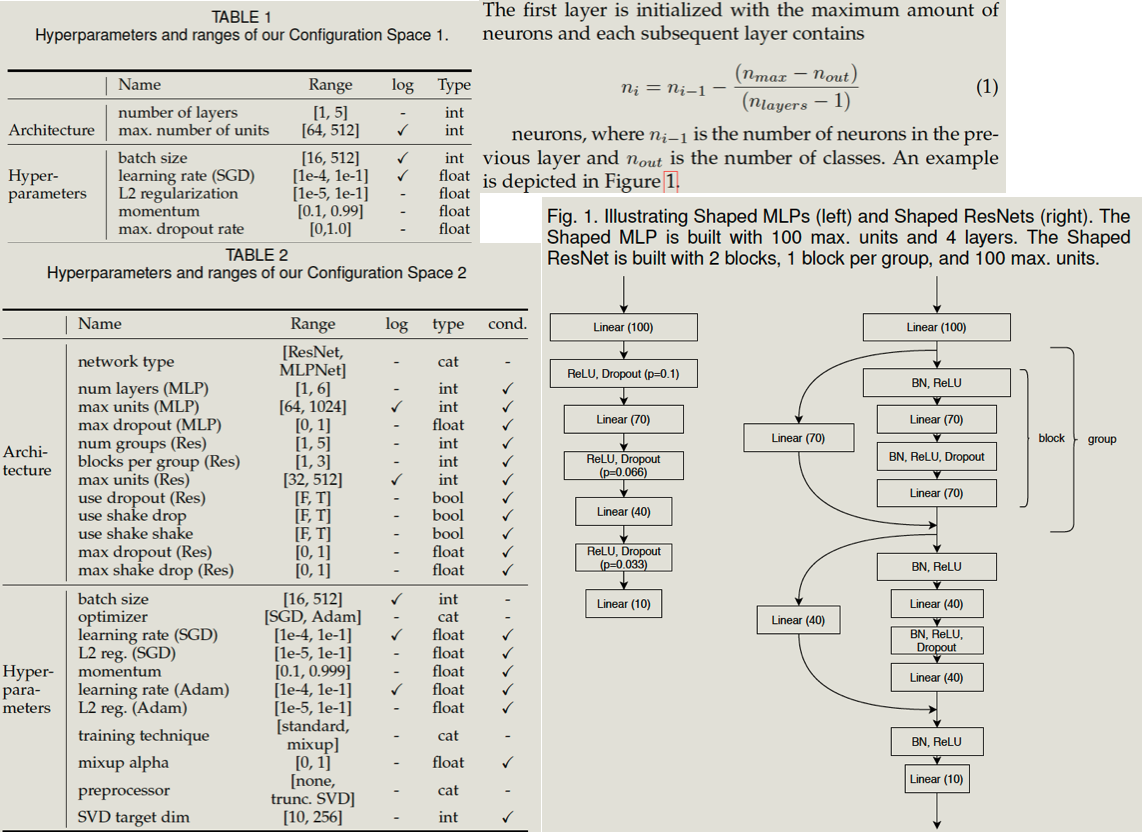 TABLE 1
Hyperparameters and ranges of our Configuration Space 1.
Name Range log Type
Architecture
number of layers [1, 5] - int
max. number of units [64, 512] ✓ int
Hyper-
parameters
batch size [16, 512] ✓ int
learning rate (SGD) [1e-4, 1e-1] ✓ float
L2 regularization [1e-5, 1e-1] - float
momentum [0.1, 0.99] - float
max. dropout rate [0,1.0] - float
TABLE 2
Hyperparameters and ranges of our Configuration Space 2
Name Range log type cond.
Archi-
tecture
network type [ResNet, MLPNet] - cat -
num layers (MLP) [1, 6] - int ✓
max units (MLP) [64, 1024] ✓ int ✓
max dropout (MLP) [0, 1] - float ✓
num groups (Res) [1, 5] - int ✓
blocks per group (Res) [1, 3] - int ✓
max units (Res) [32, 512] ✓ int ✓
use dropout (Res) [F, T] - bool ✓
use shake drop [F, T] - bool ✓
use shake shake [F, T] - bool ✓
max dropout (Res) [0, 1] - float ✓
max shake drop (Res) [0, 1] - float ✓
Hyper-
para-
meters
batch size [16, 512] ✓ int -
optimizer [SGD, Adam] - cat -
learning rate (SGD) [1e-4, 1e-1] ✓ float ✓
L2 reg. (SGD) [1e-5, 1e-1] - float ✓
momentum [0.1, 0.999] - float ✓
learning rate (Adam) [1e-4, 1e-1] ✓ float ✓
L2 reg. (Adam) [1e-5, 1e-1] - float ✓
training technique [standard, mixup] - cat -
mixup alpha [0, 1] - float ✓
preprocessor [none, trunc. SVD] - cat -
SVD target dim [10, 256] - int ✓
The first layer is initialized with the maximum amount of
neurons and each subsequent layer contains
n_i = n_{i-1} - (n_{max} - n_{out}) / (n_{layers} - 1) (1)
neurons, where n_{i-1} is the number of neurons in the pre-
vious layer and n_{out} is the number of classes. An example
is depicted in Figure 1.
Fig. 1. Illustrating Shaped MLPs (left) and Shaped ResNets (right). The
Shaped MLP is built with 100 max. units and 4 layers. The Shaped
ResNet is built with 2 blocks, 1 block per group, and 100 max. units.
Linear (100)
ReLU, Dropout (p=0.1)
Linear (70)
ReLU, Dropout
(p=0.066)
Linear (40)
ReLU, Dropout
(p=0.033)
Linear (10)
Linear (100)
BN, ReLU
Linear (70)
Linear (70)
BN, ReLU, Dropout
Linear (70)
block
group
BN, ReLU
Linear (40)
Linear (40)
BN, ReLU,
Dropout
Linear (40)
BN, ReLU
Linear (10)